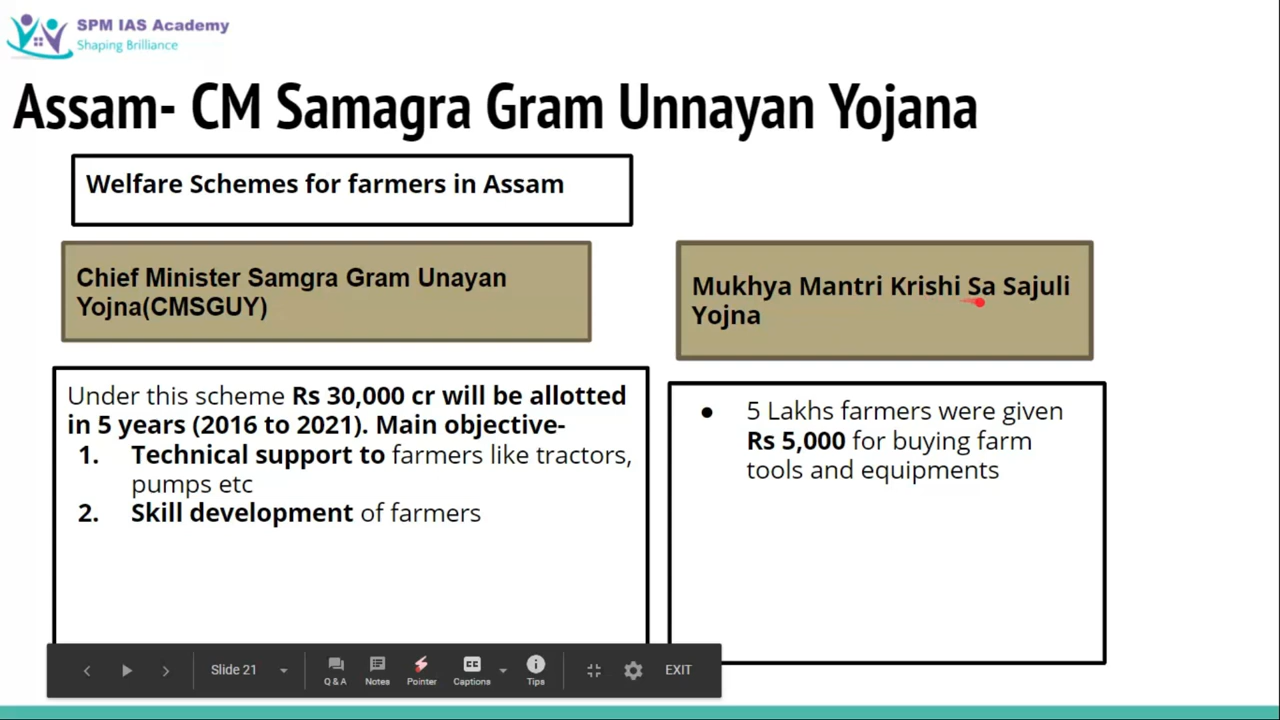 SPM IAS Academy
Shaping Brilliance
Assam- CM Samagra Gram Unnayan Yojana
Welfare Schemes for farmers in Assam
Chief Minister Samgra Gram Unayan
Yojna(CMSGUY)
Mukhya Mantri Krishi Sa Sajuli
Yojna
Under this scheme Rs 30,000 cr will be allotted
in 5 years (2016 to 2021). Main objective-
1. Technical support to farmers like tractors,
pumps etc
2. Skill development of farmers
● 5 Lakhs farmers were given
Rs 5,000 for buying farm
tools and equipments
Slide 21
Q & A
Notes
Pointer
CC
Captions
Tips
EXIT